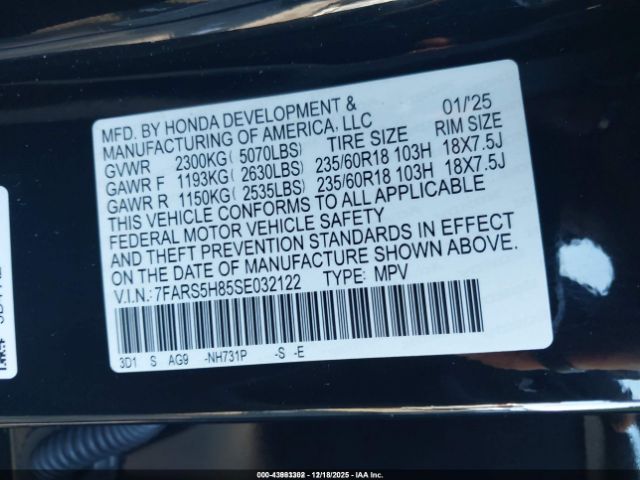 MFD. BY HONDA DEVELOPMENT & 01/'25
MANUFACTURING OF AMERICA, LLC
GVWR 2300KG( 5070LBS) TIRE SIZE RIM SIZE
GAWR F 1193KG( 2630LBS) 235/60R18 103H 18X7.5J
GAWR R 1150KG( 2535LBS) 235/60R18 103H 18X7.5J
THIS VEHICLE CONFORMS TO ALL APPLICABLE
FEDERAL MOTOR VEHICLE SAFETY
AND THEFT PREVENTION STANDARDS IN EFFECT
ON THE DATE OF MANUFACTURE SHOWN ABOVE.
V.I.N.: 7FARS5H85SE032122 TYPE: MPV
3D1 S AG9 -NH731P -S -E
12/18/2025 - IAA Inc.